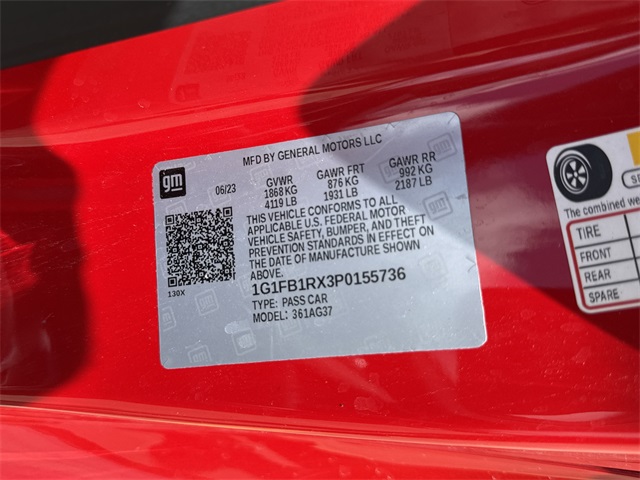 MFD BY GENERAL MOTORS LLC
gm
06/23
GVWR GAWR FRT GAWR RR
1868 KG 876 KG 992 KG
4119 LB 1931 LB 2187 LB
THIS VEHICLE CONFORMS TO ALL
APPLICABLE U.S. FEDERAL MOTOR
VEHICLE SAFETY, BUMPER, AND THEFT
PREVENTION STANDARDS IN EFFECT ON
THE DATE OF MANUFACTURE SHOWN
ABOVE.
130X
1G1FB1RX3P0155736
TYPE: PASS CAR
MODEL: 361AG37
The combined we
TIRE
FRONT
REAR
SPARE